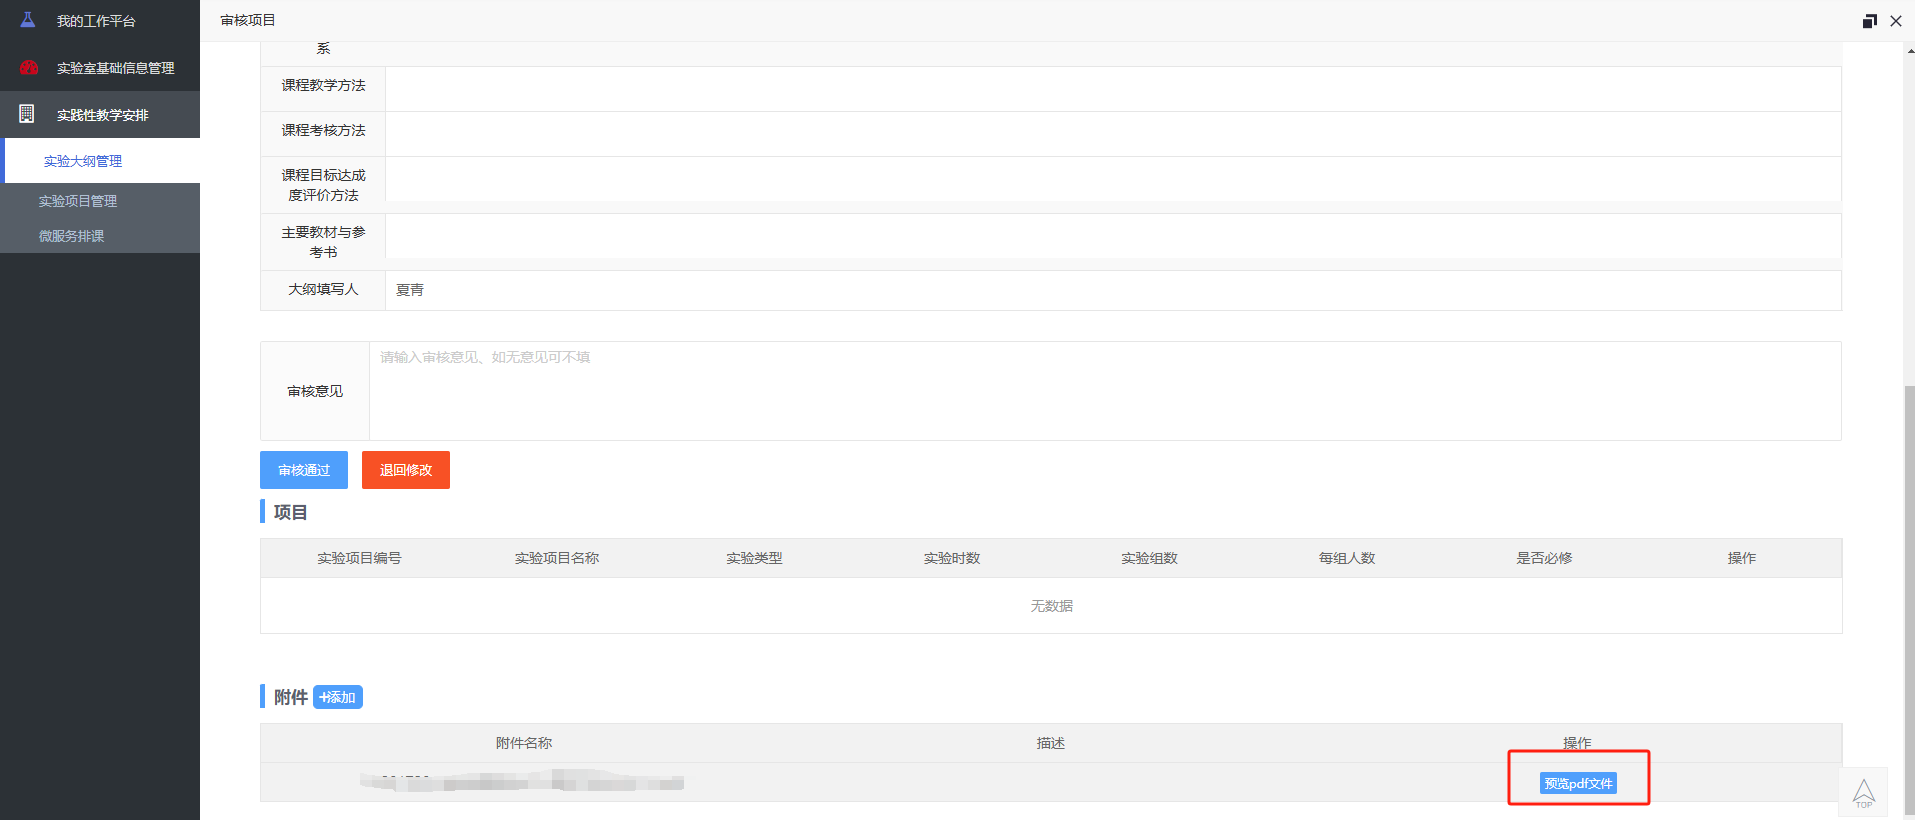 我的工作平台
实验室基础信息管理
实践性教学安排
实验大纲管理
实验项目管理
微服务排课
审核项目
系
课程教学方法
课程考核方法
课程目标达成
度评价方法
主要教材与参
考书
大纲填写人 夏青
审核意见 请输入审核意见、如无意见可不填
审核通过 退回修改
项目
实验项目编号 实验项目名称 实验类型 实验时数 实验组数 每组人数 是否必修 操作
无数据
附件 +添加
附件名称 描述 操作
预览pdf文件
TOP